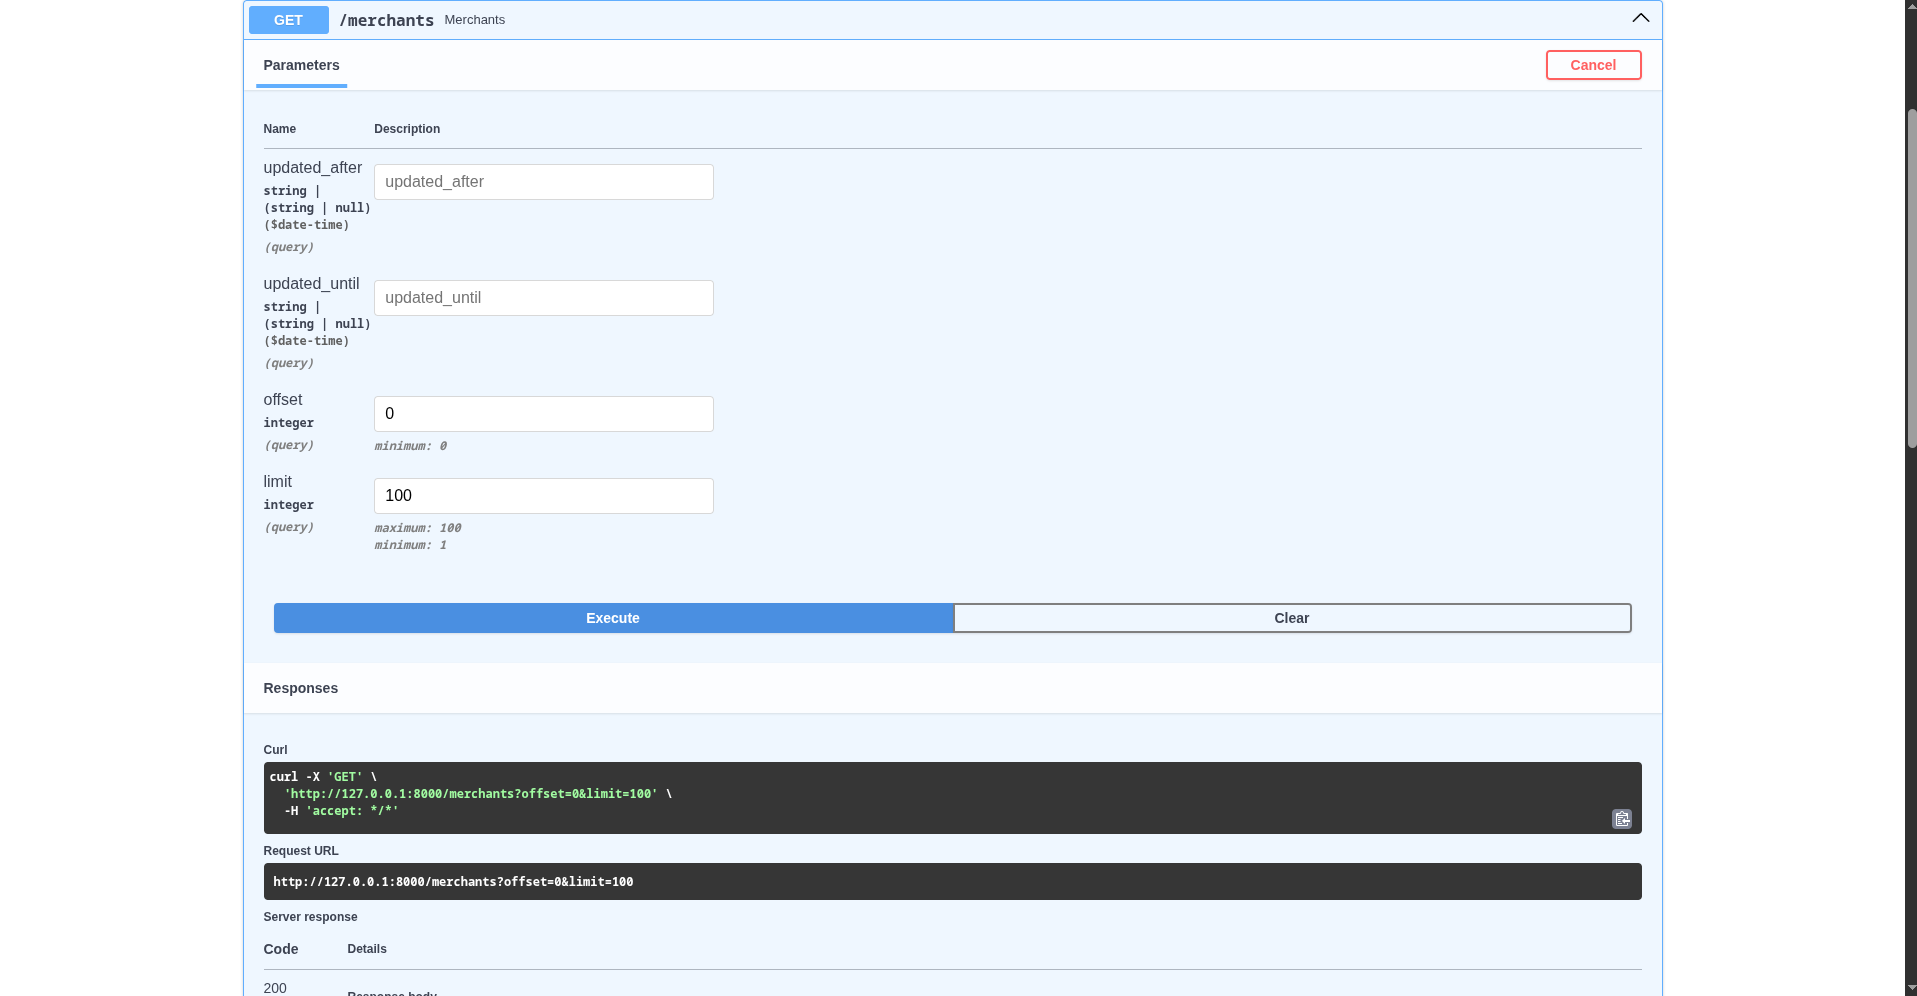 GET /merchants Merchants
Parameters
Cancel
Name Description
updated_after
string |
(string | null)
($date-time)
(query)
updated_after
updated_until
string |
(string | null)
($date-time)
(query)
updated_until
offset
integer
(query)
0
minimum: 0
limit
integer
(query)
100
maximum: 100
minimum: 1
Execute
Clear
Responses
Curl
curl -X 'GET' \
'http://127.0.0.1:8000/merchants?offset=0&limit=100' \
-H 'accept: */*'
Request URL
http://127.0.0.1:8000/merchants?offset=0&limit=100
Server response
Code Details
200
Response body